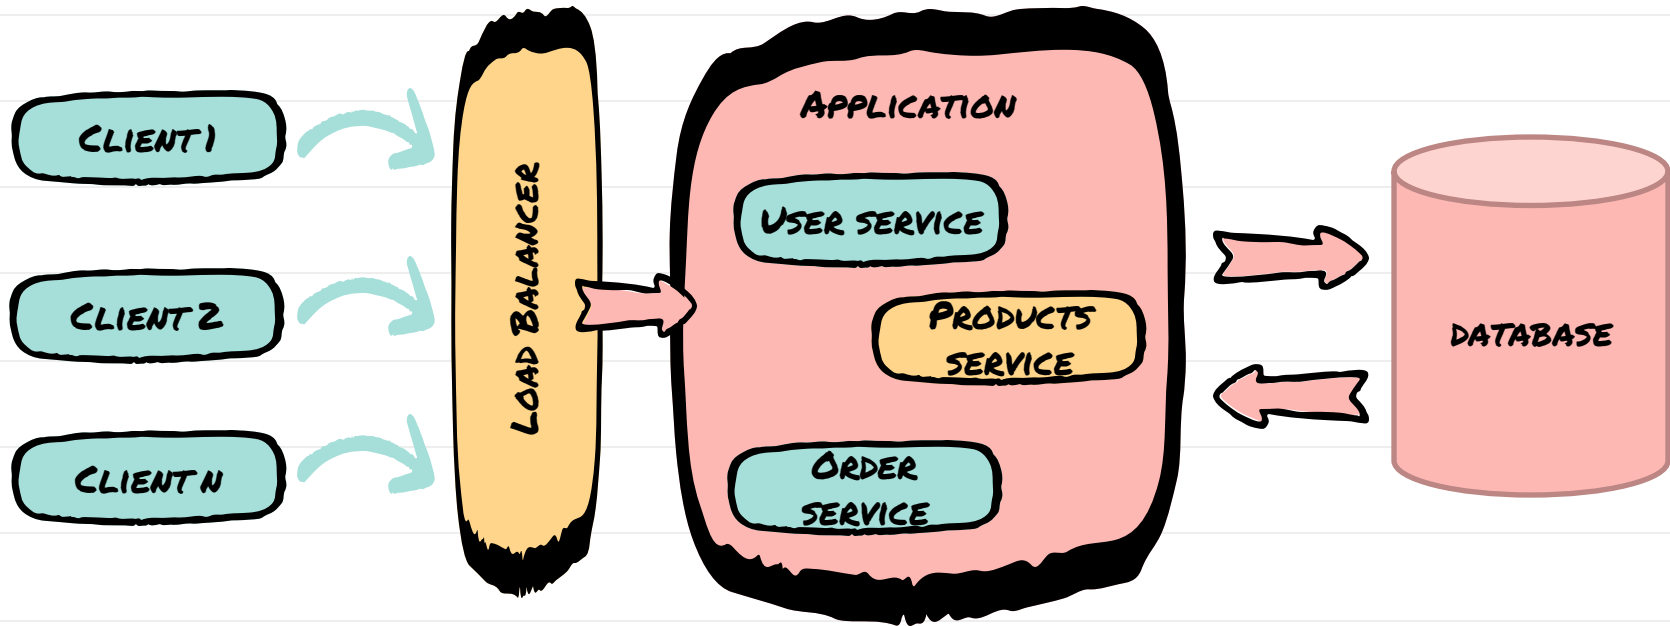 Client 1
Client 2
Client n
Load Balancer
Application
User service
Products
service
Order
service
database